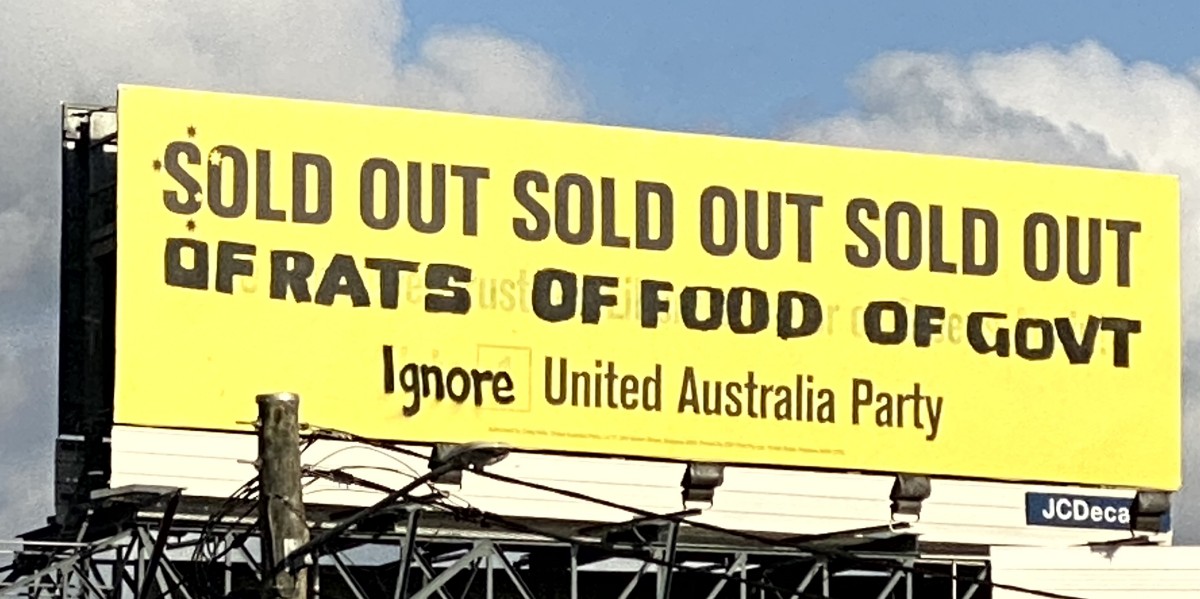 SOLD OUT SOLD OUT SOLD OUT
OF RATS OF FOOD OF GOVT
Ignore United Australia Party
JCDeca